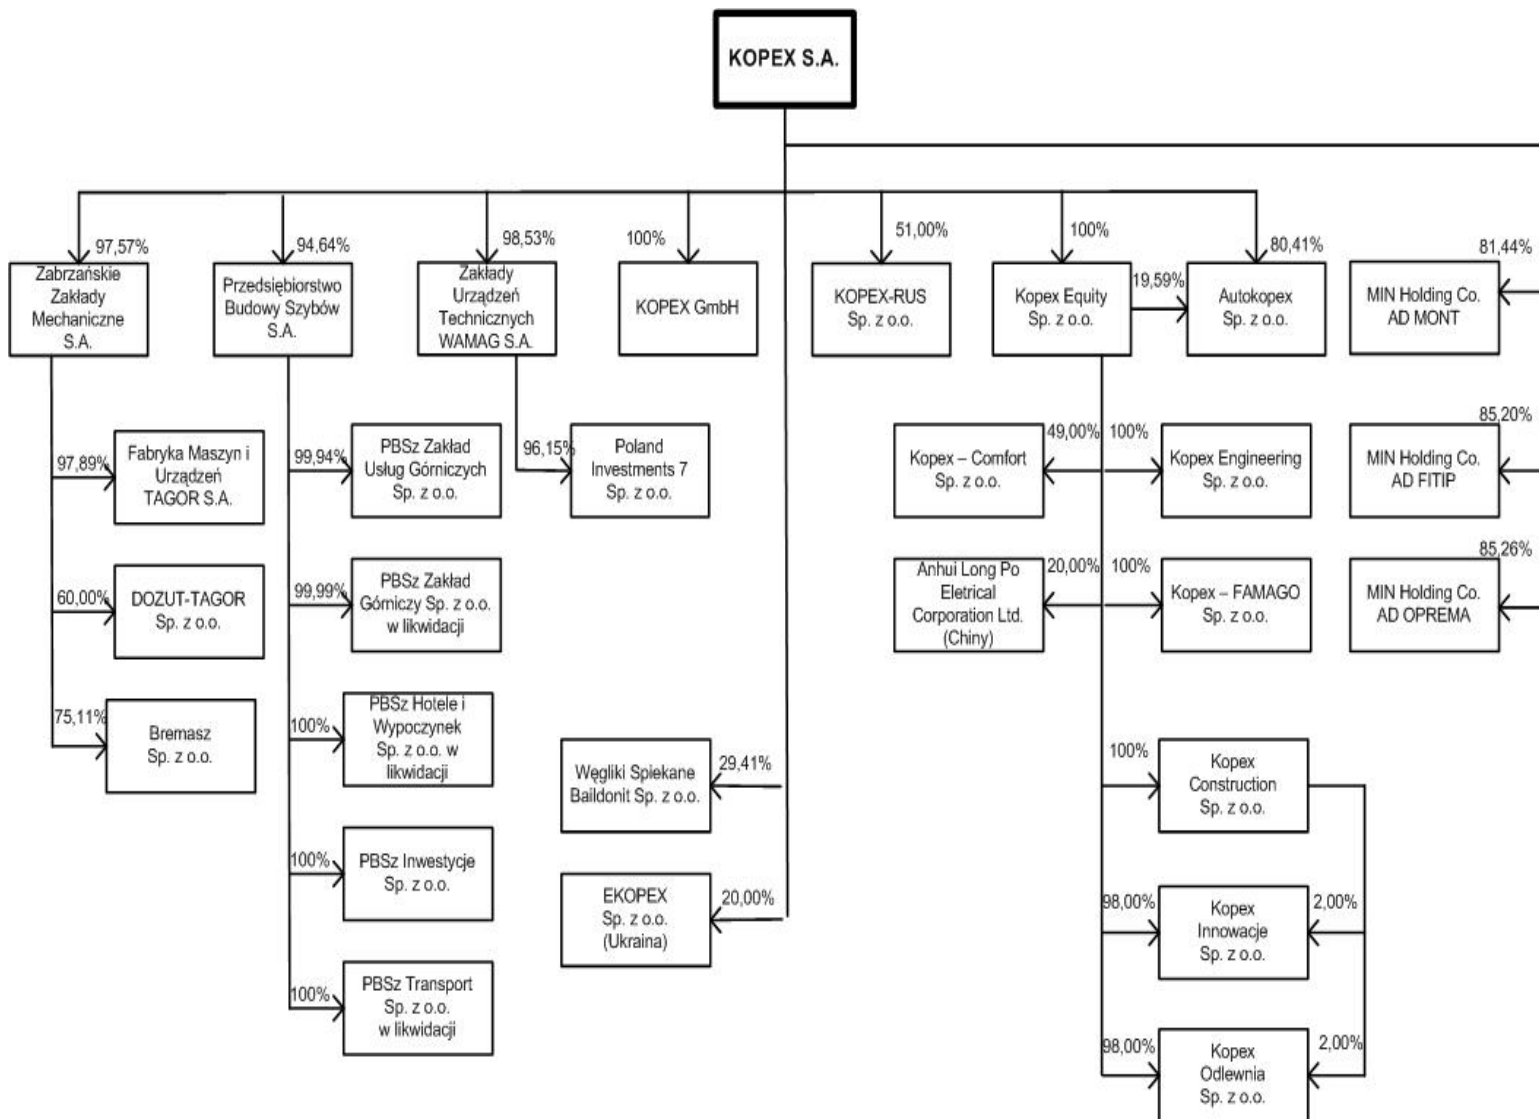 KOPEX S.A.
97,57%
94,64%
98,53%
100%
51,00%
100%
80,41%
81,44%
Zabrzańskie
Zakłady
Mechaniczne
S.A.
Przedsiębiorstwo
Budowy Szybów
S.A.
Zakłady
Urządzeń
Technicznych
WAMAG S.A.
KOPEX GmbH
KOPEX-RUS
Sp. z o.o.
Kopex Equity
Sp. z o.o.
19,59%
Autokopex
Sp. z o.o.
MIN Holding Co.
AD MONT
97,89%
Fabryka Maszyn i
Urządzeń
TAGOR S.A.
99,94%
PBSz Zakład
Usług Górniczych
Sp. z o.o.
96,15%
Poland
Investments 7
Sp. z o.o.
Kopex – Comfort
Sp. z o.o.
49,00%
100%
Kopex Engineering
Sp. z o.o.
85,20%
MIN Holding Co.
AD FITIP
60,00%
DOZUT-TAGOR
Sp. z o.o.
99,99%
PBSz Zakład
Górniczy Sp. z o.o.
w likwidacji
Anhui Long Po
Eletrical
Corporation Ltd.
(Chiny)
20,00%
100%
Kopex – FAMAGO
Sp. z o.o.
85,26%
MIN Holding Co.
AD OPREMA
75,11%
Bremasz
Sp. z o.o.
100%
PBSz Hotele i
Wypoczynek
Sp. z o.o. w
likwidacji
Węgliki Spiekane
Baildonit Sp. z o.o.
29,41%
100%
Kopex
Construction
Sp. z o.o.
100%
PBSz Inwestycje
Sp. z o.o.
EKOPEX
Sp. z o.o.
(Ukraina)
20,00%
98,00%
Kopex
Innowacje
Sp. z o.o.
2,00%
100%
PBSz Transport
Sp. z o.o.
w likwidacji
98,00%
Kopex
Odlewnia
Sp. z o.o.
2,00%